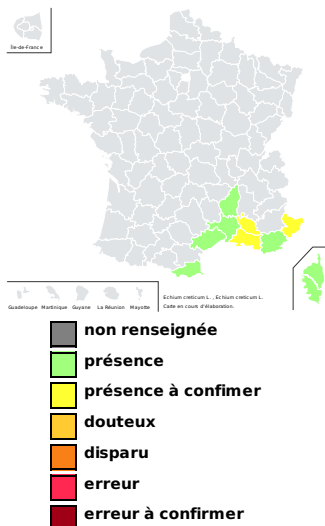 Île-de-France
Echium creticum L., Echium creticum L.
Carte en cours d'élaboration.
Guadeloupe Martinique Guyane La Réunion Mayotte
non renseignée
présence
présence à confimer
douteux
disparu
erreur
erreur à confirmer